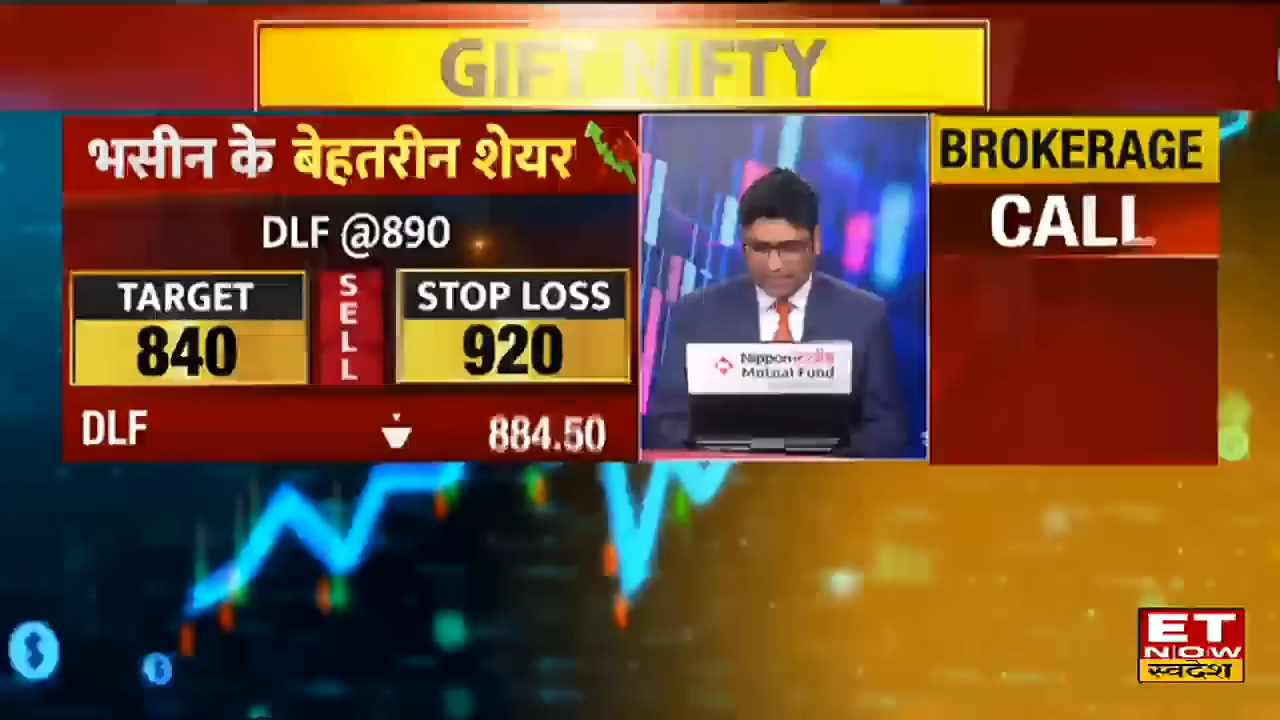 GIFT NIFTY
भसीन के बेहतरीन शेयर
DLF @890
TARGET
840
SELL
STOP LOSS
920
DLF 884.50
Nippon
Mutual Fund
BROKERAGE
CALL
ET
NOW
स्वदेश